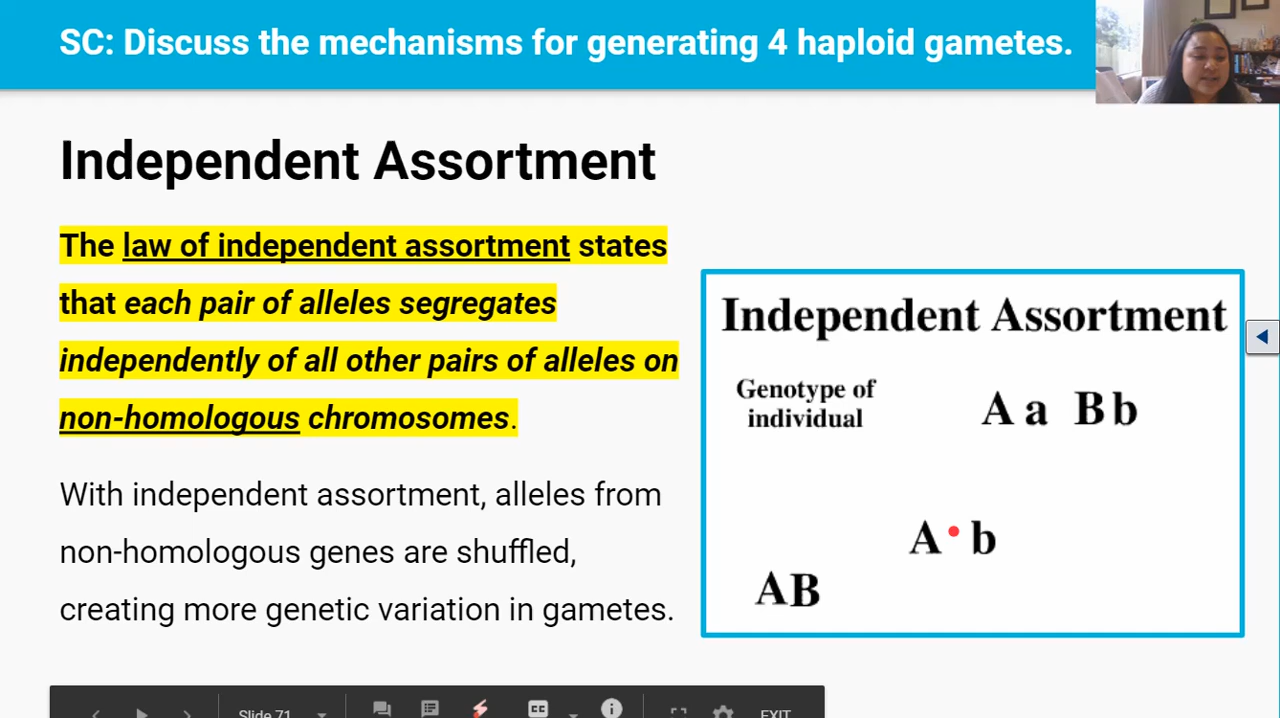 SC: Discuss the mechanisms for generating 4 haploid gametes.
Independent Assortment
The law of independent assortment states
that each pair of alleles segregates
independently of all other pairs of alleles on
non-homologous chromosomes.
With independent assortment, alleles from
non-homologous genes are shuffled,
creating more genetic variation in gametes.
Independent Assortment
Genotype of
individual
A a B b
A b
AB
Slide 71
CC
EXIT